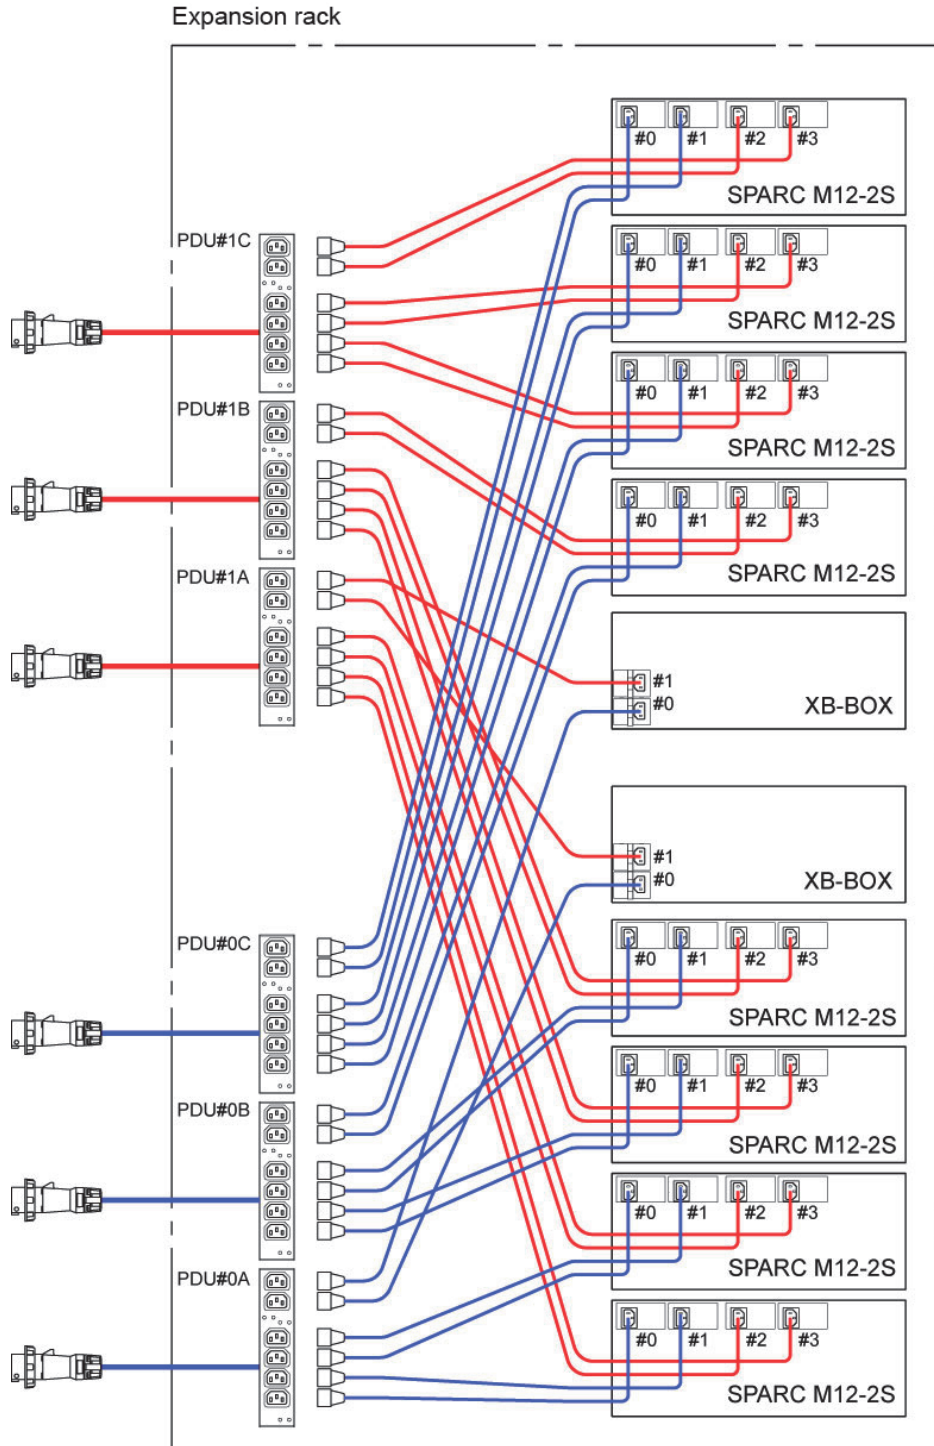 Expansion rack
#0 #1 #2 #3
SPARC M12-2S
PDU#1C
#0 #1 #2 #3
SPARC M12-2S
#0 #1 #2 #3
PDU#1B
SPARC M12-2S
#0 #1 #2 #3
PDU#1A
SPARC M12-2S
#1
#0
XB-BOX
#1
#0
XB-BOX
PDU#0C
#0 #1 #2 #3
SPARC M12-2S
#0 #1 #2 #3
PDU#0B
SPARC M12-2S
#0 #1 #2 #3
SPARC M12-2S
PDU#0A
#0 #1 #2 #3
SPARC M12-2S